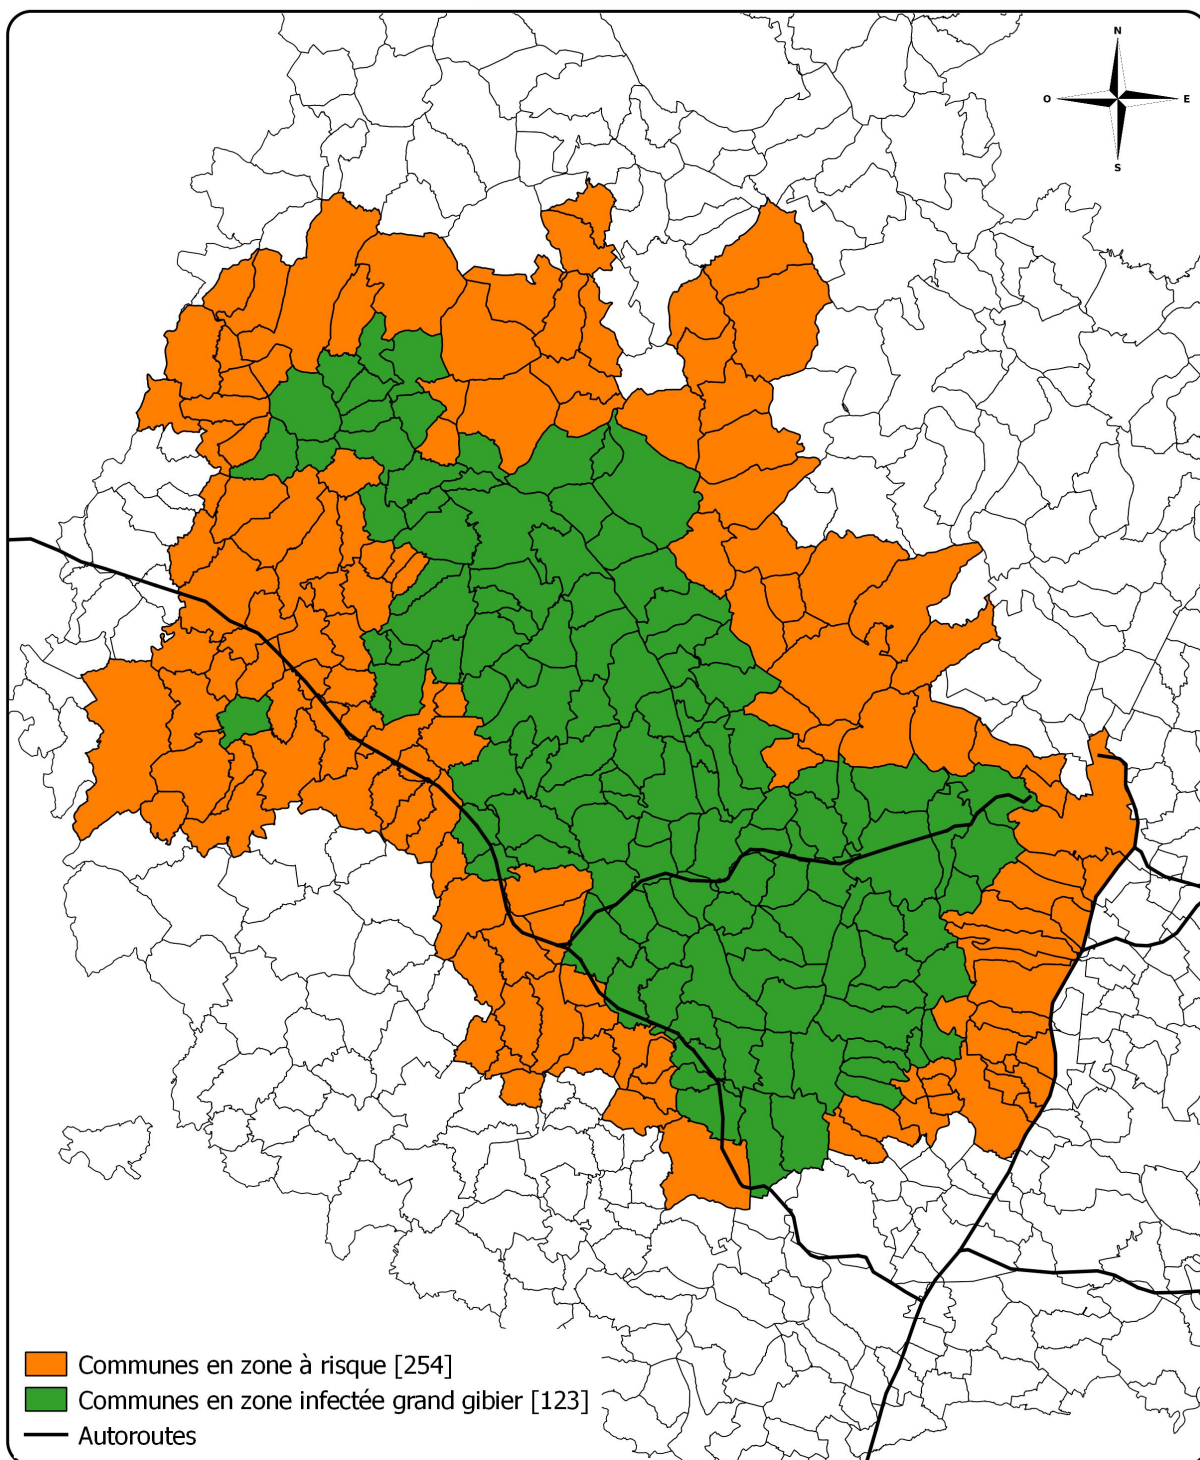 N
O E
S
Communes en zone à risque [254]
Communes en zone infectée grand gibier [123]
Autoroutes